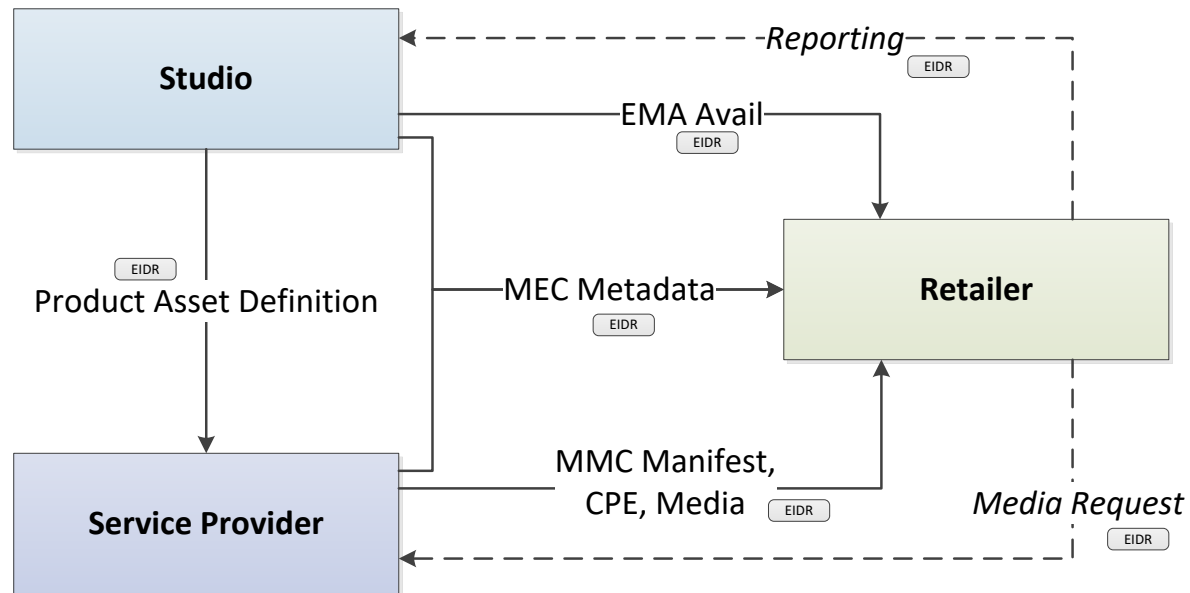 Reporting
EIDR
Studio
EMA Avail
EIDR
EIDR
Product Asset Definition
MEC Metadata
EIDR
Retailer
MMC Manifest,
CPE, Media
EIDR
Media Request
EIDR
Service Provider